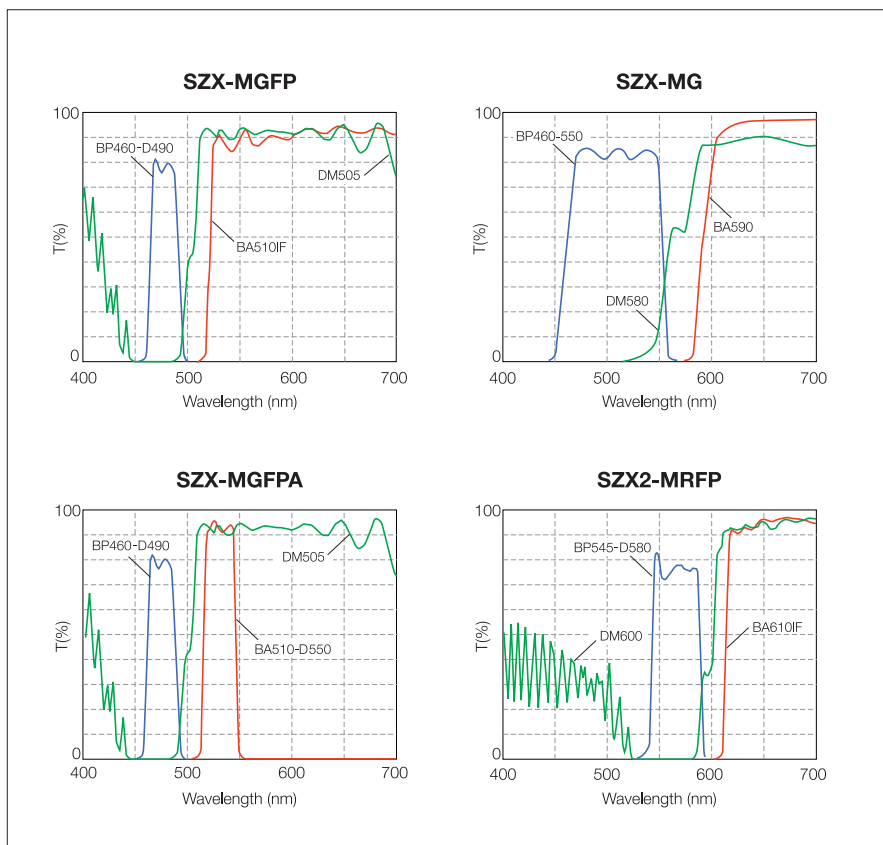 SZX-MGFP
100
BP460-D490
DM505
BA510IF
T(%)
0
400 500 600 700
Wavelength (nm)
SZX-MG
100
BP460-550
BA590
DM580
T(%)
0
400 500 600 700
Wavelength (nm)
SZX-MGFPA
100
BP460-D490
DM505
BA510-D550
T(%)
0
400 500 600 700
Wavelength (nm)
SZX2-MRFP
100
BP545-D580
DM600
BA610IF
T(%)
0
400 500 600 700
Wavelength (nm)